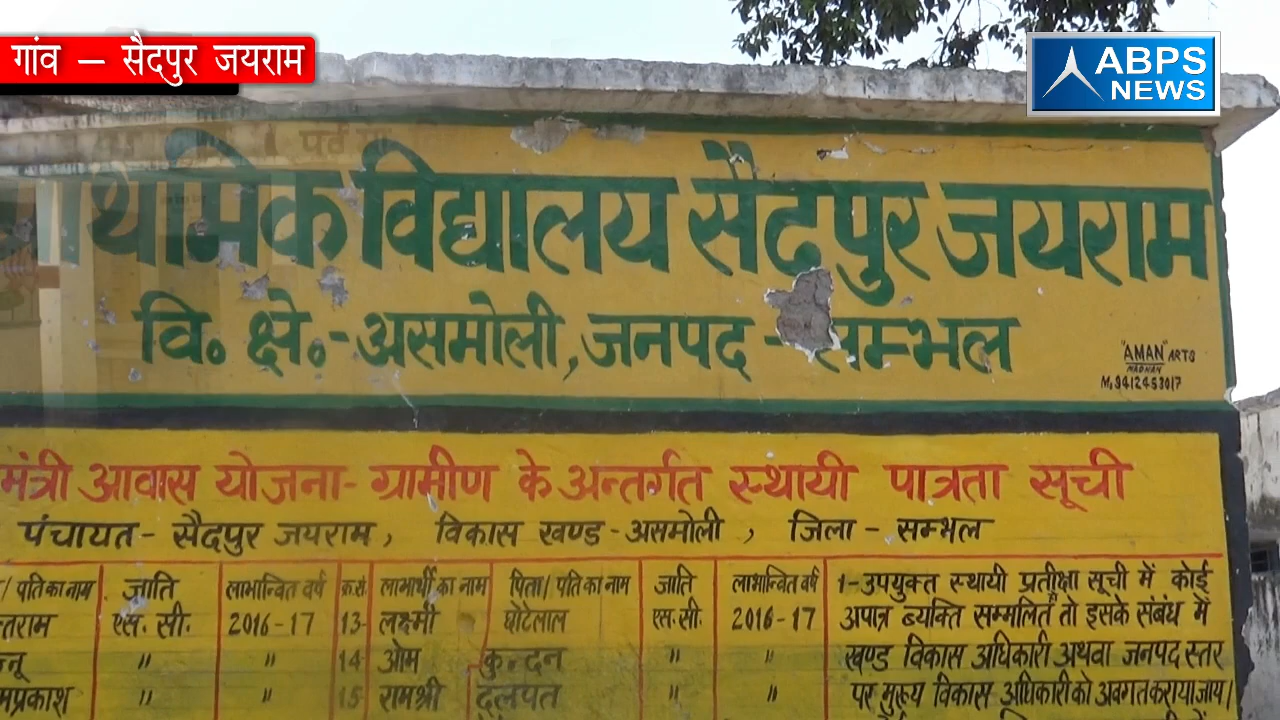 गांव – सैदपुर जयराम
ABPS
NEWS
प्राथमिक विद्यालय सैदपुर जयराम
वि॰ क्षे॰-असमोली, जनपद - सम्भल
"AMAN" ARTS
M. 9412453017
मंत्री आवास योजना-ग्रामीण के अन्तर्गत स्थायी पात्रता सूची
पंचायत-सैदपुर जयराम, विकास खण्ड-असमोली, जिला-सम्भल
/ पति का नाम जाति लाभान्वित वर्ष क्र.सं. लाभार्थी का नाम पिता/पति का नाम जाति लाभान्वित वर्ष 1-उपयुक्त स्थायी प्रतीक्षा सूची में कोई
एस.सी. 2016-17 13- लक्ष्मी छोटेलाल एस.सी. 2016-17 अपात्र ब्यक्ति सम्मलित तो इसके संबंध में
" " 14- ओम कुन्दन " " खण्ड विकास अधिकारी अथवा जनपद स्तर
मप्रकाश " " 15- रामश्री दलपत " " पर मुख्य विकास अधिकारी को अवगत कराया जाय।